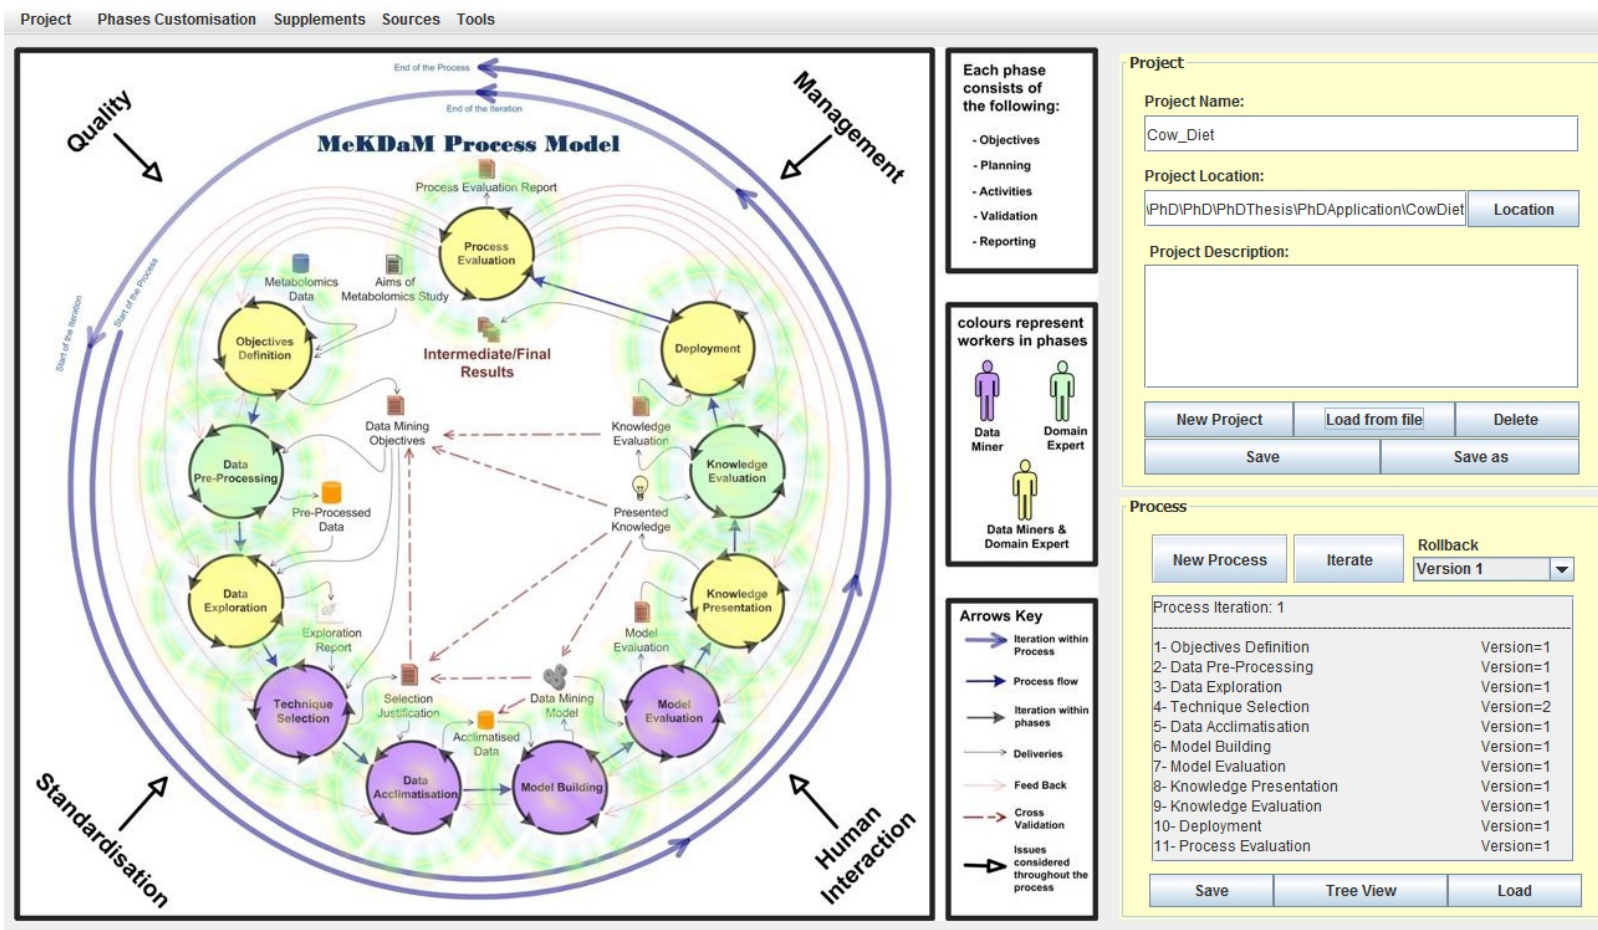 Project Phases Customisation Supplements Sources Tools
End of the Process
End of the Iteration
Quality
Management
MeKDaM Process Model
Process Evaluation Report
Process
Evaluation
Metabolomics
Data
Aims of
Metabolomics Study
Start of the Iteration
Start of the Process
Objectives
Definition
Intermediate/Final
Results
Deployment
Data Mining
Objectives
Knowledge
Evaluation
Data
Pre-Processing
Pre-Processed
Data
Knowledge
Evaluation
Presented
Knowledge
Data
Exploration
Exploration
Report
Knowledge
Presentation
Model
Evaluation
Technique
Selection
Selection
Justification
Data Mining
Model
Model
Evaluation
Acclimatised
Data
Data
Acclimatisation
Model Building
Standardisation
Human
Interaction
Each phase
consists of
the following:
- Objectives
- Planning
- Activities
- Validation
- Reporting
colours represent
workers in phases
Data
Miner
Domain
Expert
Data Miners &
Domain Expert
Arrows Key
Iteration within
Process
Process flow
Iteration within
phases
Deliveries
Feed Back
Cross
Validation
Issues
considered
throughout the
process
Project
Project Name:
Cow_Diet
Project Location:
\PhD\PhD\PhDThesis\PhDApplication\CowDiet Location
Project Description:
New Project Load from file Delete
Save Save as
Process
New Process Iterate Rollback
Version 1
Process Iteration: 1
1- Objectives Definition Version=1
2- Data Pre-Processing Version=1
3- Data Exploration Version=1
4- Technique Selection Version=2
5- Data Acclimatisation Version=1
6- Model Building Version=1
7- Model Evaluation Version=1
8- Knowledge Presentation Version=1
9- Knowledge Evaluation Version=1
10- Deployment Version=1
11- Process Evaluation Version=1
Save Tree View Load